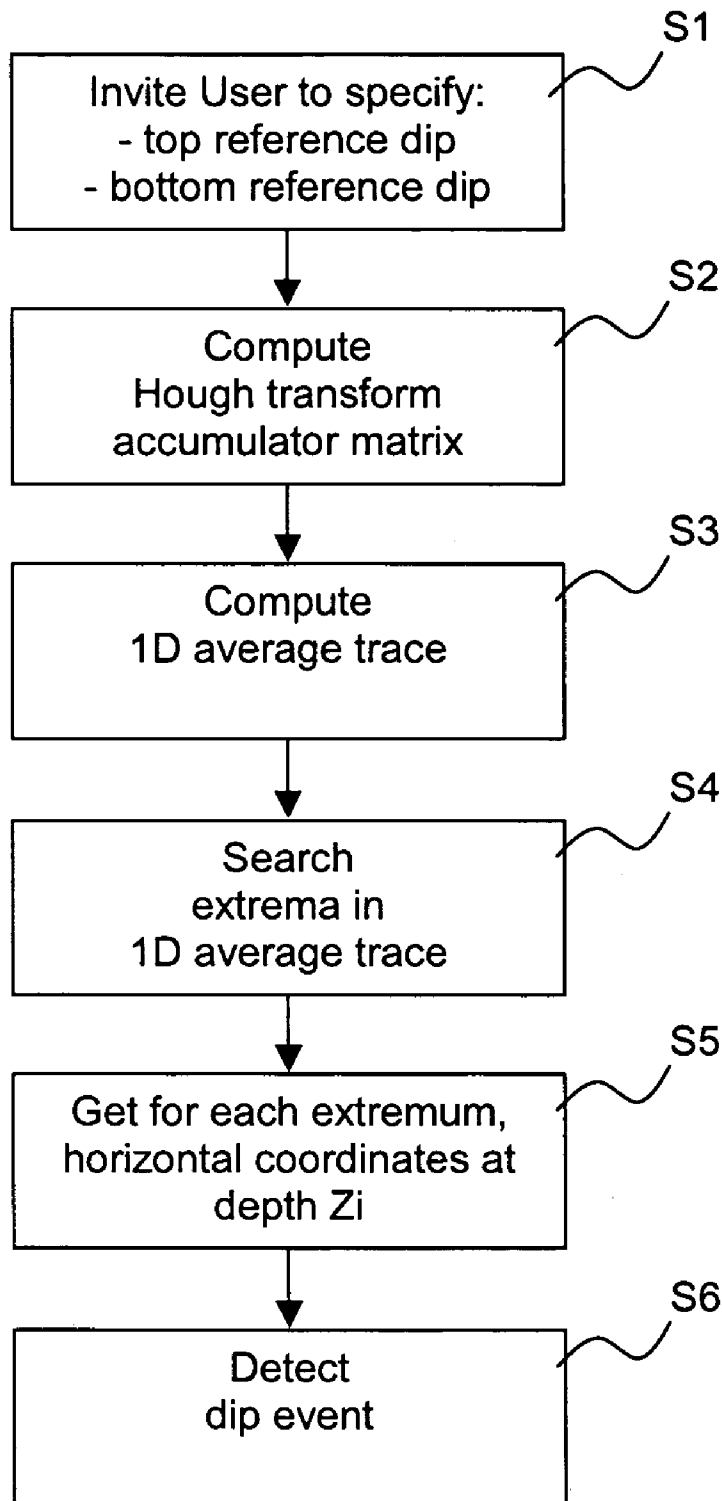 S1
Invite User to specify:
- top reference dip
- bottom reference dip
S2
Compute
Hough transform
accumulator matrix
S3
Compute
1D average trace
S4
Search
extrema in
1D average trace
S5
Get for each extremum,
horizontal coordinates at
depth Zi
S6
Detect
dip event